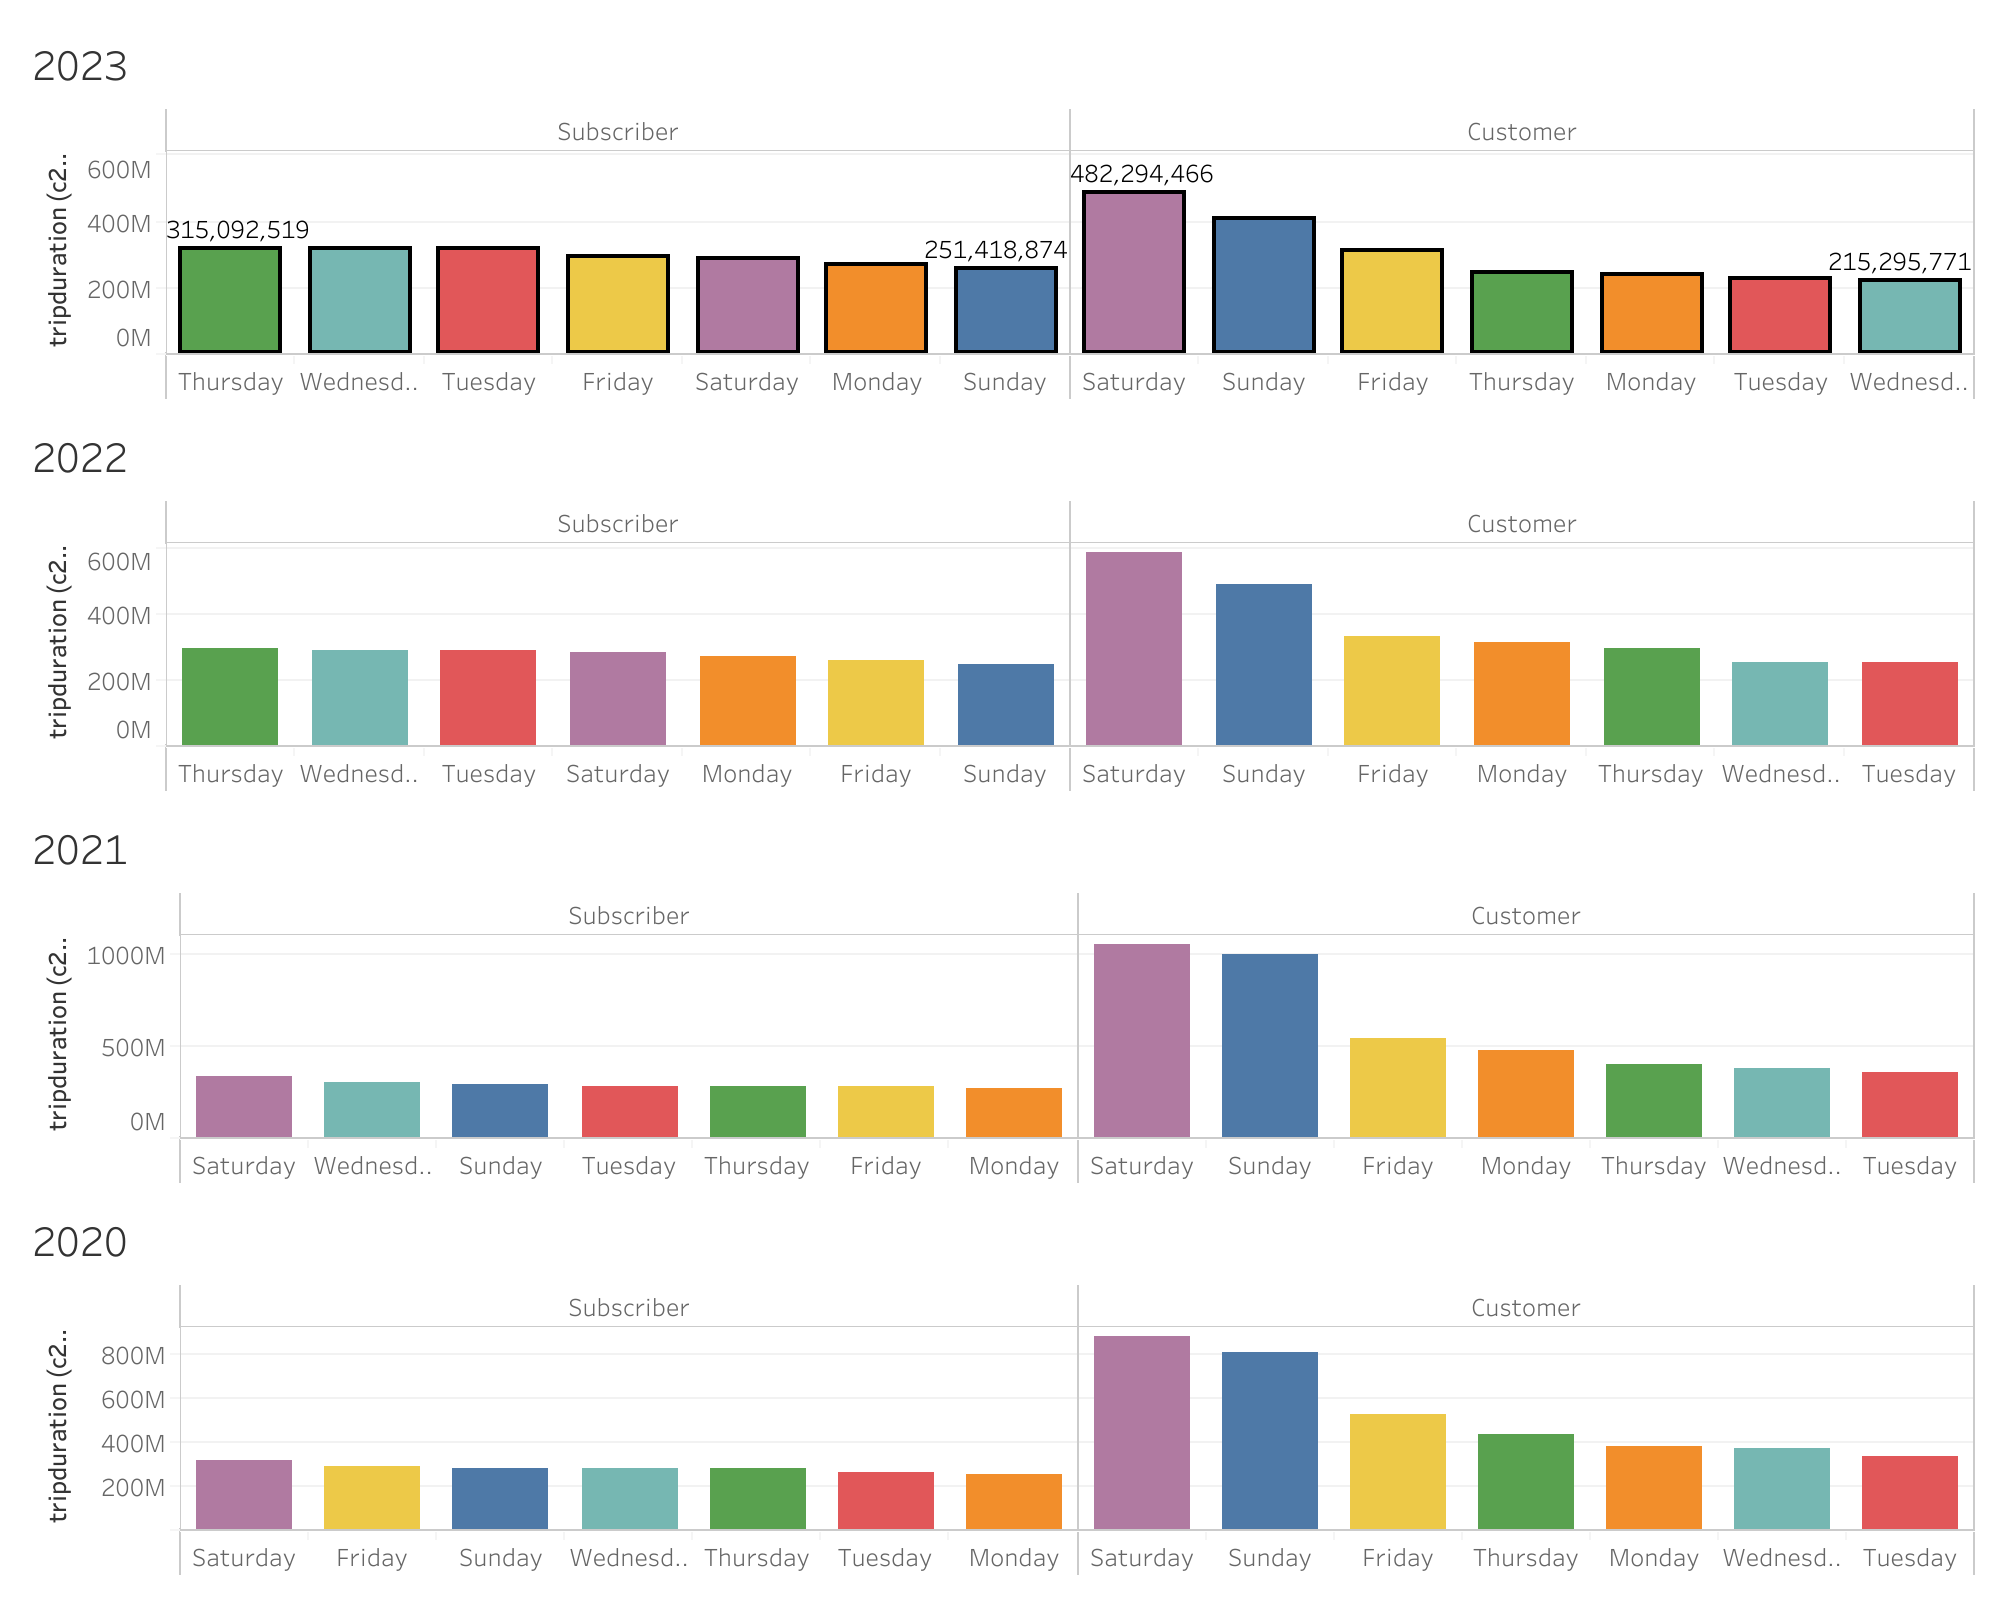 2023
Subscriber
Customer
tripduration (c2..
600M
400M
200M
0M
315,092,519
251,418,874
482,294,466
215,295,771
Thursday Wednesd.. Tuesday Friday Saturday Monday Sunday
Saturday Sunday Friday Thursday Monday Tuesday Wednesd..
2022
Subscriber
Customer
tripduration (c2..
600M
400M
200M
0M
Thursday Wednesd.. Tuesday Saturday Monday Friday Sunday
Saturday Sunday Friday Monday Thursday Wednesd.. Tuesday
2021
Subscriber
Customer
tripduration (c2..
1000M
500M
0M
Saturday Wednesd.. Sunday Tuesday Thursday Friday Monday
Saturday Sunday Friday Monday Thursday Wednesd.. Tuesday
2020
Subscriber
Customer
tripduration (c2..
800M
600M
400M
200M
Saturday Friday Sunday Wednesd.. Thursday Tuesday Monday
Saturday Sunday Friday Thursday Monday Wednesd.. Tuesday